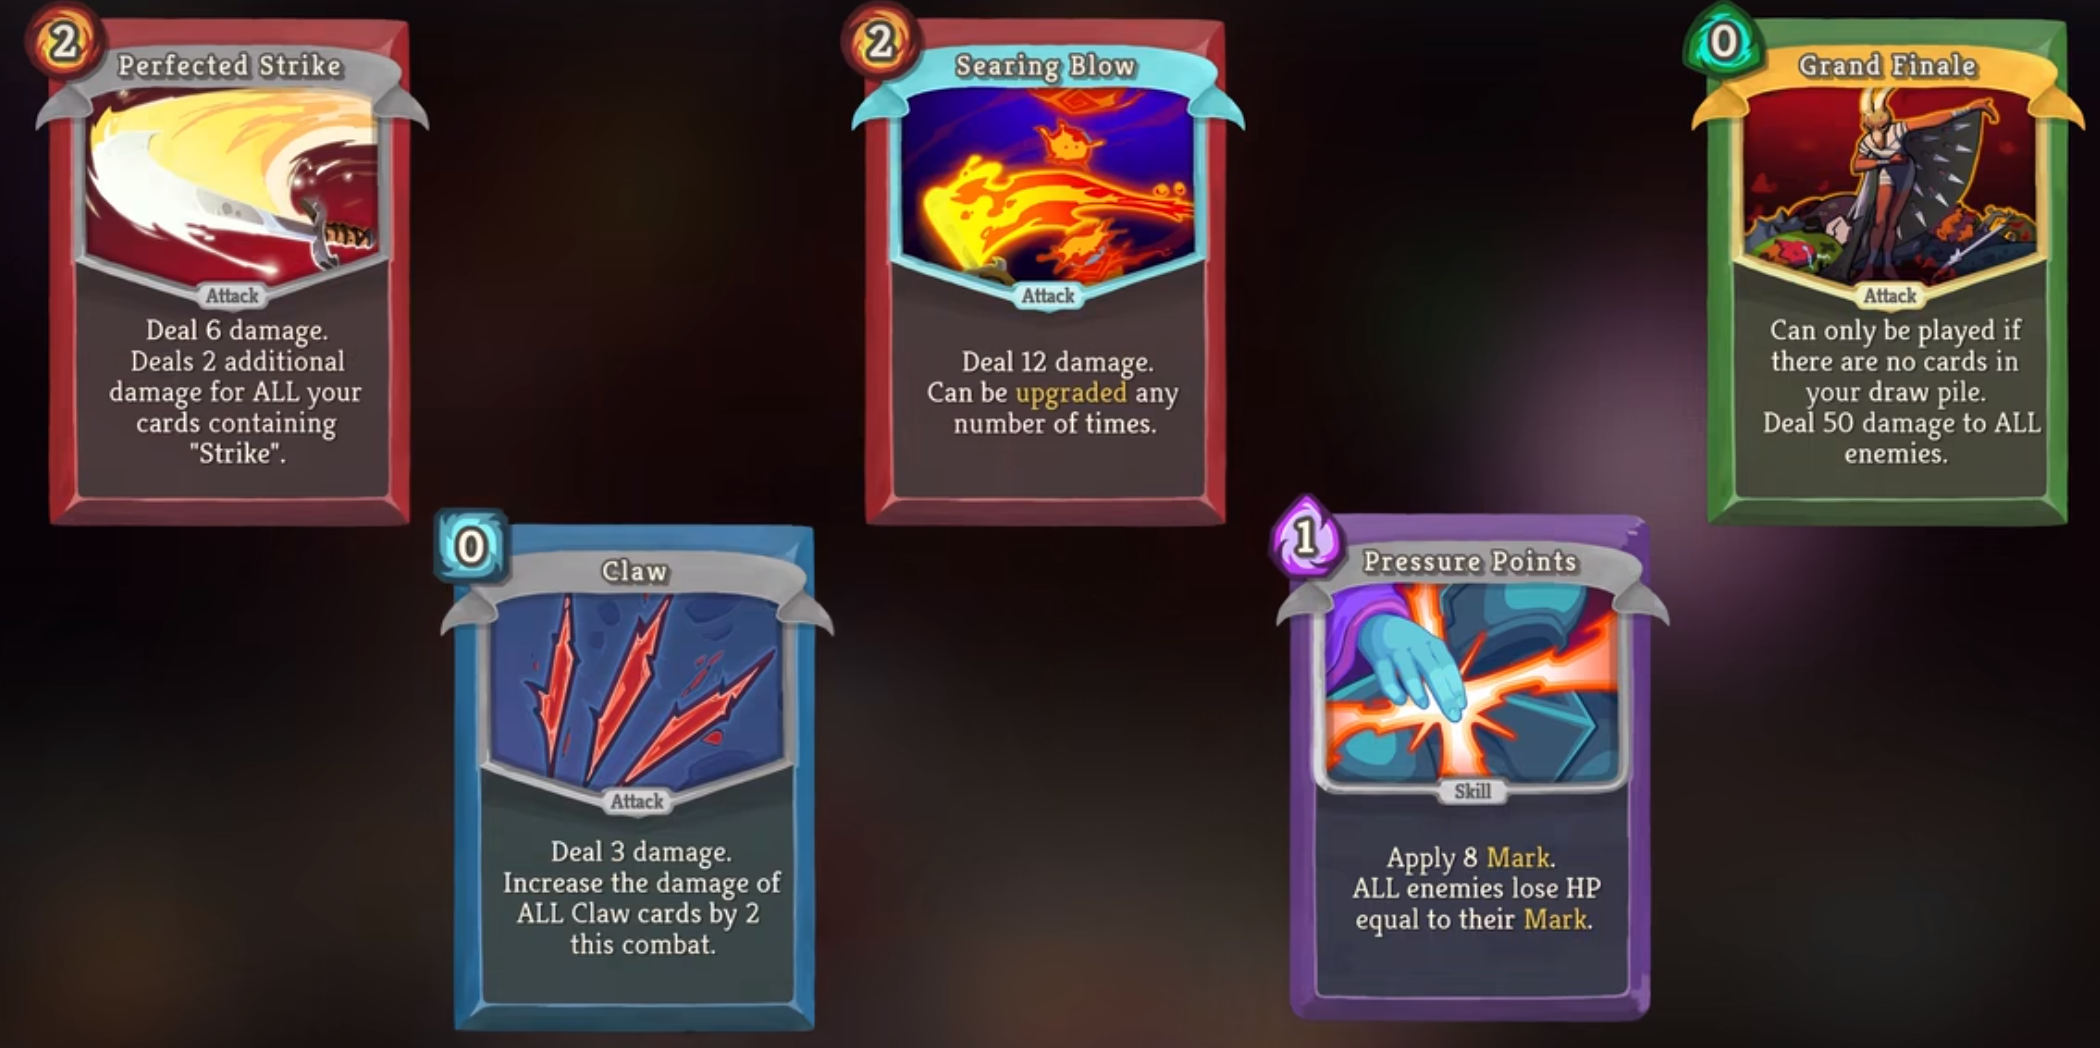 2
Perfected Strike
Attack
Deal 6 damage.
Deals 2 additional
damage for ALL your
cards containing
"Strike".
2
Searing Blow
Attack
Deal 12 damage.
Can be upgraded any
number of times.
0
Grand Finale
Attack
Can only be played if
there are no cards in
your draw pile.
Deal 50 damage to ALL
enemies.
0
Claw
Attack
Deal 3 damage.
Increase the damage of
ALL Claw cards by 2
this combat.
1
Pressure Points
Skill
Apply 8 Mark.
ALL enemies lose HP
equal to their Mark.